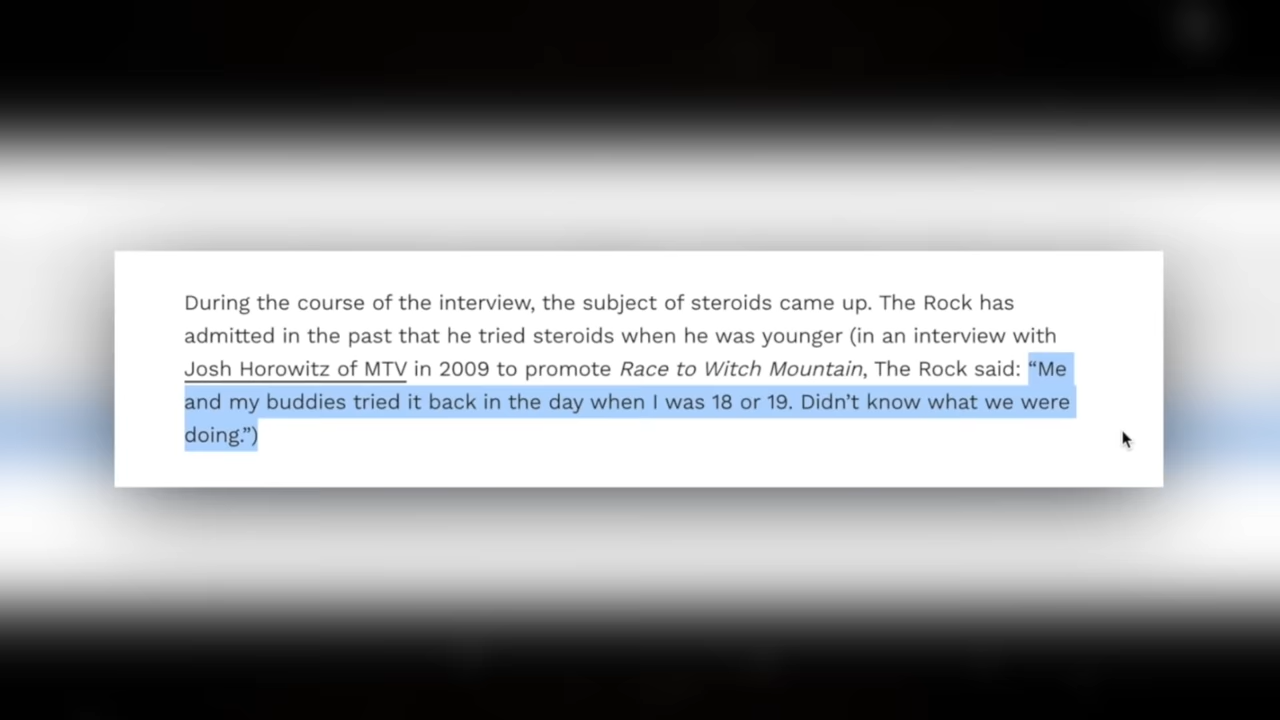 During the course of the interview, the subject of steroids came up. The Rock has
admitted in the past that he tried steroids when he was younger (in an interview with
Josh Horowitz of MTV in 2009 to promote Race to Witch Mountain, The Rock said: “Me
and my buddies tried it back in the day when I was 18 or 19. Didn’t know what we were
doing.”)